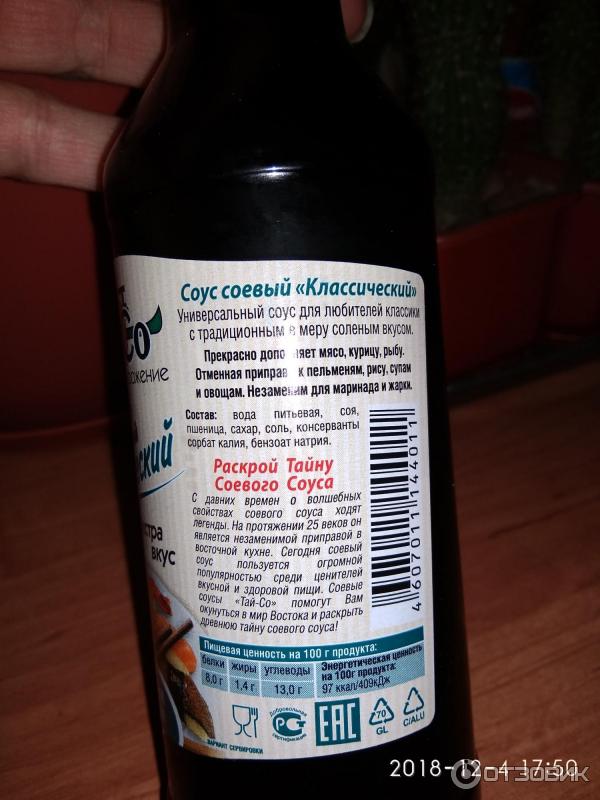 Соус соевый «Классический»
Универсальный соус для любителей классики
с традиционным в меру соленым вкусом.
Прекрасно дополняет мясо, курицу, рыбу.
Отменная приправа к пельменям, рису, супам
и овощам. Незаменим для маринада и жарки.
Состав: вода питьевая, соя,
пшеница, сахар, соль, консерванты
сорбат калия, бензоат натрия.
Раскрой Тайну
Соевого Соуса
С давних времен о волшебных
свойствах соевого соуса ходят
легенды. На протяжении 25 веков он
является незаменимой приправой в
восточной кухне. Сегодня соевый
соус пользуется огромной
популярностью среди ценителей
вкусной и здоровой пищи. Соевые
соусы «Тай-Со» помогут Вам
окунуться в мир Востока и раскрыть
древнюю тайну соевого соуса!
4607011144011
Пищевая ценность на 100 г продукта:
белки жиры углеводы Энергетическая ценность
на 100г продукта:
8,0 г 1,4 г 13,0 г 97 ккал/409кДж
ВАРИАНТ СЕРВИРОВКИ
Добровольная
РСТ
сертификация
ЕАС
70
GL
C/ALU
вкус
2018-12-4 17:50
ОТЗОВИК